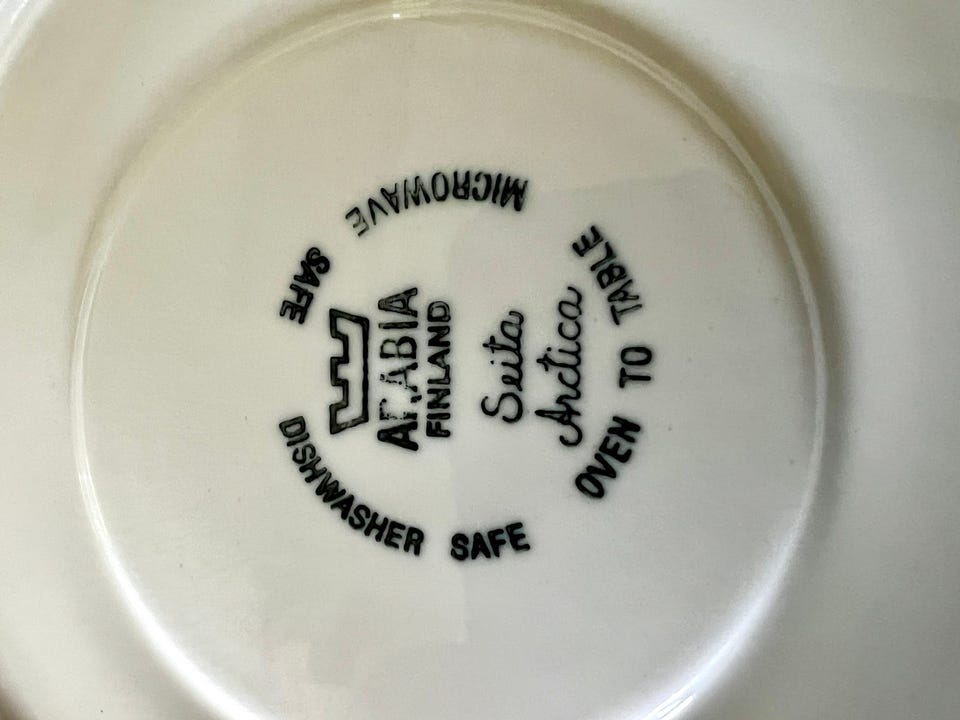 MICROWAVE SAFE
ARABIA
FINLAND
Seita
Arctica
DISHWASHER SAFE
OVEN TO TABLE